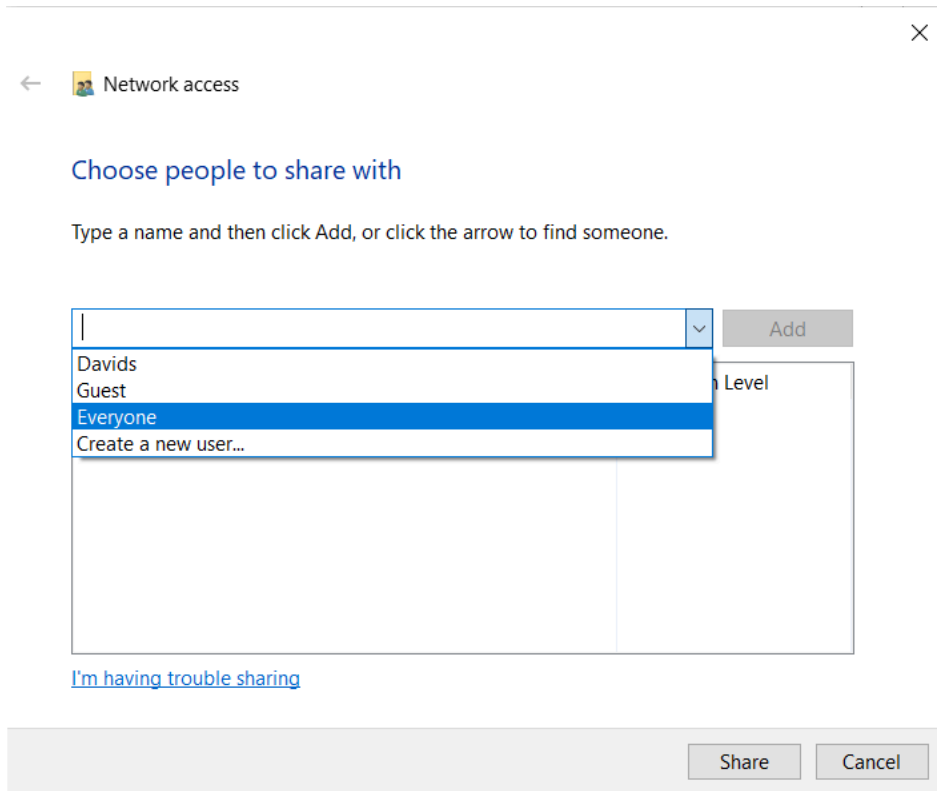 Network access
Choose people to share with
Type a name and then click Add, or click the arrow to find someone.
Add
Davids
Guest
Everyone
Create a new user...
Level
I'm having trouble sharing
Share Cancel